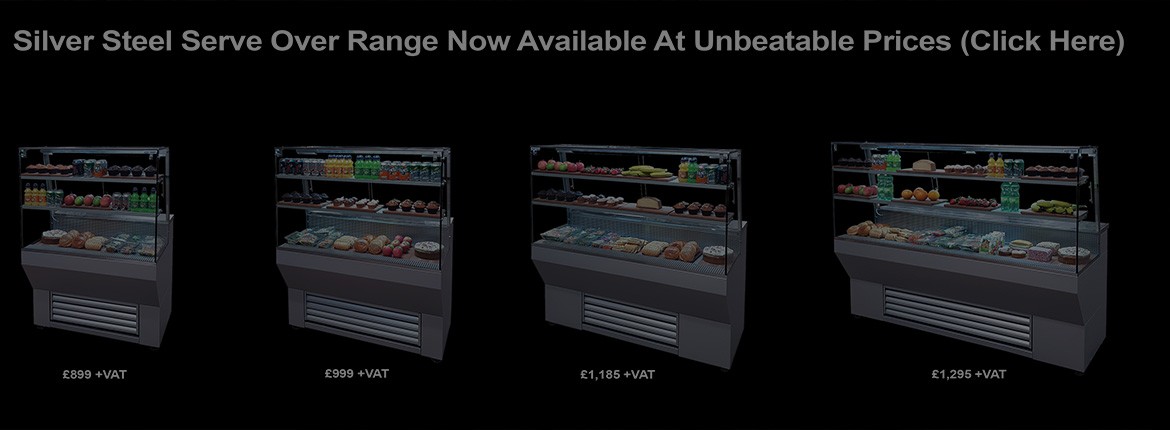 Silver Steel Serve Over Range Now Available At Unbeatable Prices (Click Here)
£899 +VAT
£999 +VAT
£1,185 +VAT
£1,295 +VAT